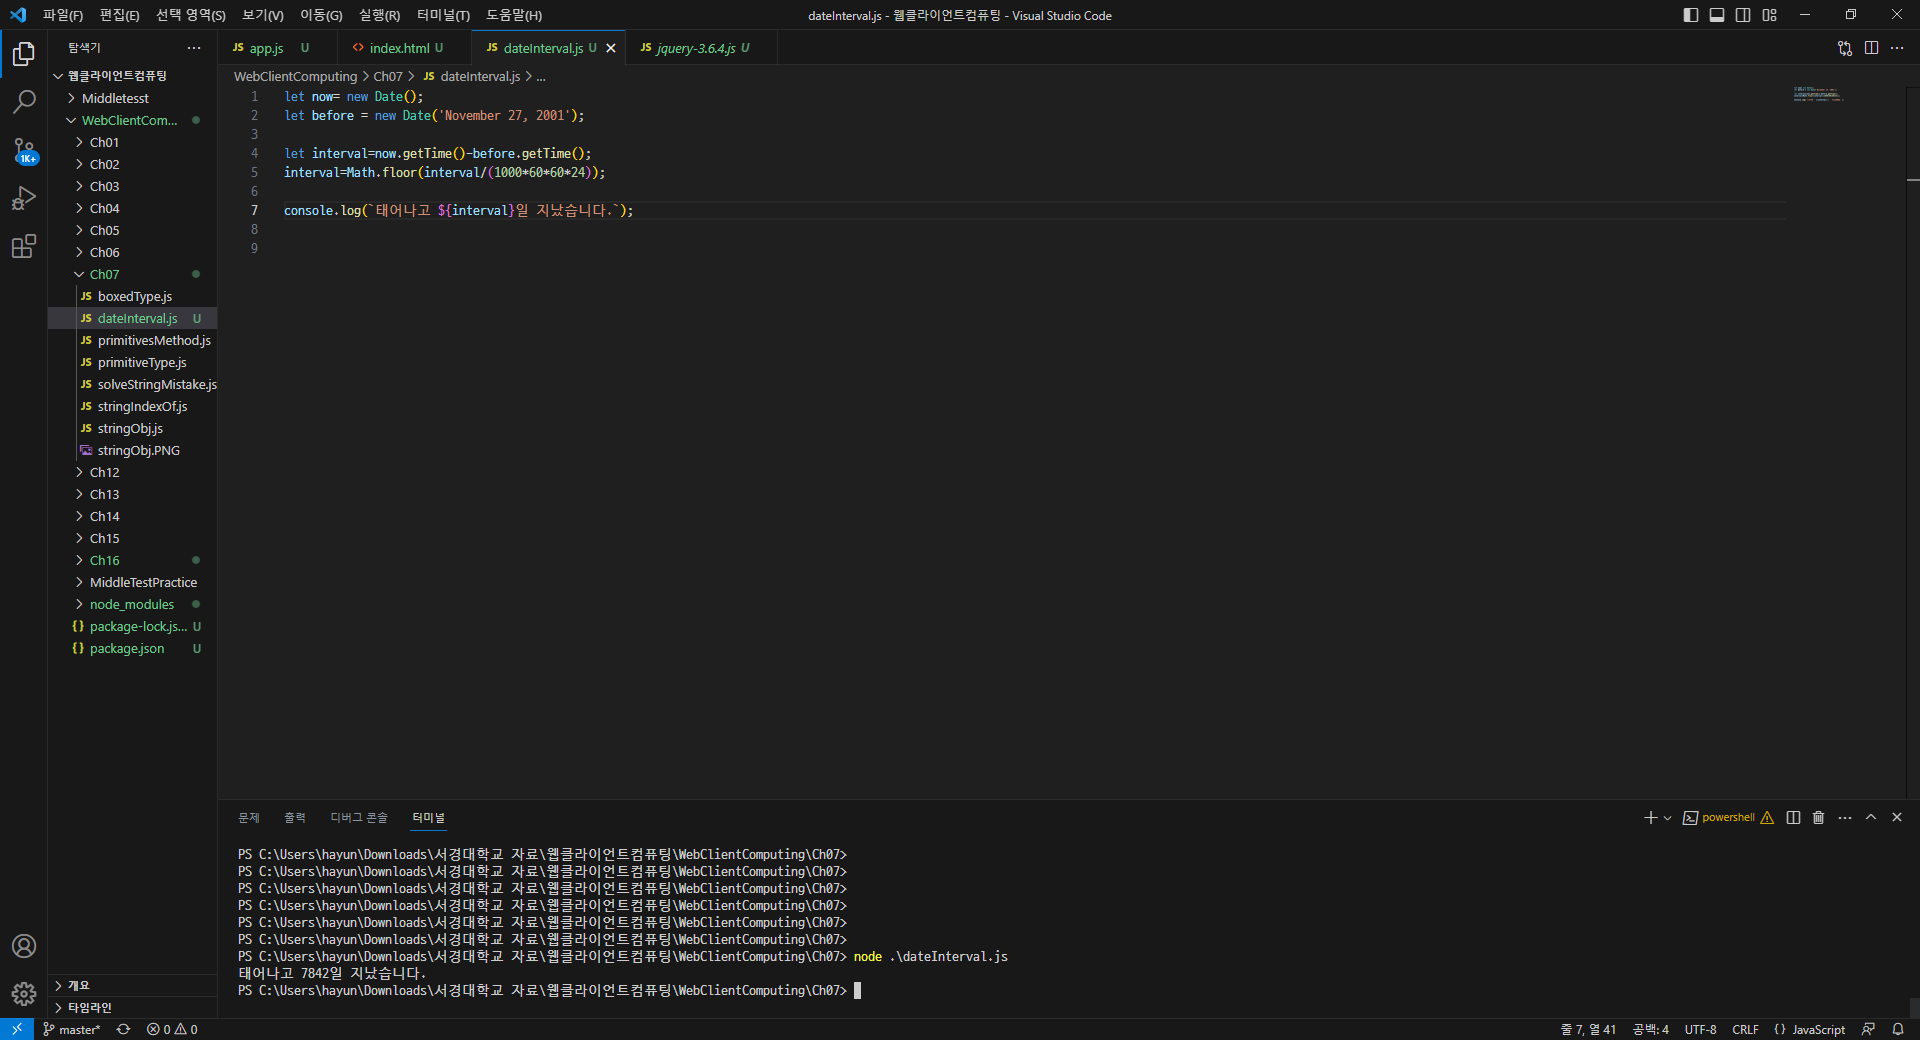 파일(F) 편집(E) 선택 영역(S) 보기(V) 이동(G) 실행(R) 터미널(T) 도움말(H) dateInterval.js - 웹클라이언트컴퓨팅 - Visual Studio Code
탐색기
JS app.js U
<> index.html U
JS dateInterval.js U
JS jquery-3.6.4.js U
웹클라이언트컴퓨팅
Middletesst
WebClientCom...
Ch01
Ch02
Ch03
Ch04
Ch05
Ch06
Ch07
JS boxedType.js
JS dateInterval.js U
JS primitivesMethod.js
JS primitiveType.js
JS solveStringMistake.js
JS stringIndexOf.js
JS stringObj.js
stringObj.PNG
Ch12
Ch13
Ch14
Ch15
Ch16
MiddleTestPractice
node_modules
{} package-lock.js... U
{} package.json U
개요
타임라인
1K+
WebClientComputing > Ch07 > JS dateInterval.js > ...
1 let now= new Date();
2 let before = new Date('November 27, 2001');
3
4 let interval=now.getTime()-before.getTime();
5 interval=Math.floor(interval/(1000*60*60*24));
6
7 console.log(`태어나고 ${interval}일 지났습니다.`);
8
9
문제 출력 디버그 콘솔 터미널 powershell
PS C:\Users\hayun\Downloads\서경대학교 자료\웹클라이언트컴퓨팅\WebClientComputing\Ch07>
PS C:\Users\hayun\Downloads\서경대학교 자료\웹클라이언트컴퓨팅\WebClientComputing\Ch07>
PS C:\Users\hayun\Downloads\서경대학교 자료\웹클라이언트컴퓨팅\WebClientComputing\Ch07>
PS C:\Users\hayun\Downloads\서경대학교 자료\웹클라이언트컴퓨팅\WebClientComputing\Ch07>
PS C:\Users\hayun\Downloads\서경대학교 자료\웹클라이언트컴퓨팅\WebClientComputing\Ch07>
PS C:\Users\hayun\Downloads\서경대학교 자료\웹클라이언트컴퓨팅\WebClientComputing\Ch07>
PS C:\Users\hayun\Downloads\서경대학교 자료\웹클라이언트컴퓨팅\WebClientComputing\Ch07> node .\dateInterval.js
태어나고 7842일 지났습니다.
PS C:\Users\hayun\Downloads\서경대학교 자료\웹클라이언트컴퓨팅\WebClientComputing\Ch07>
master* 0 0 줄 7, 열 41 공백: 4 UTF-8 CRLF {} JavaScript